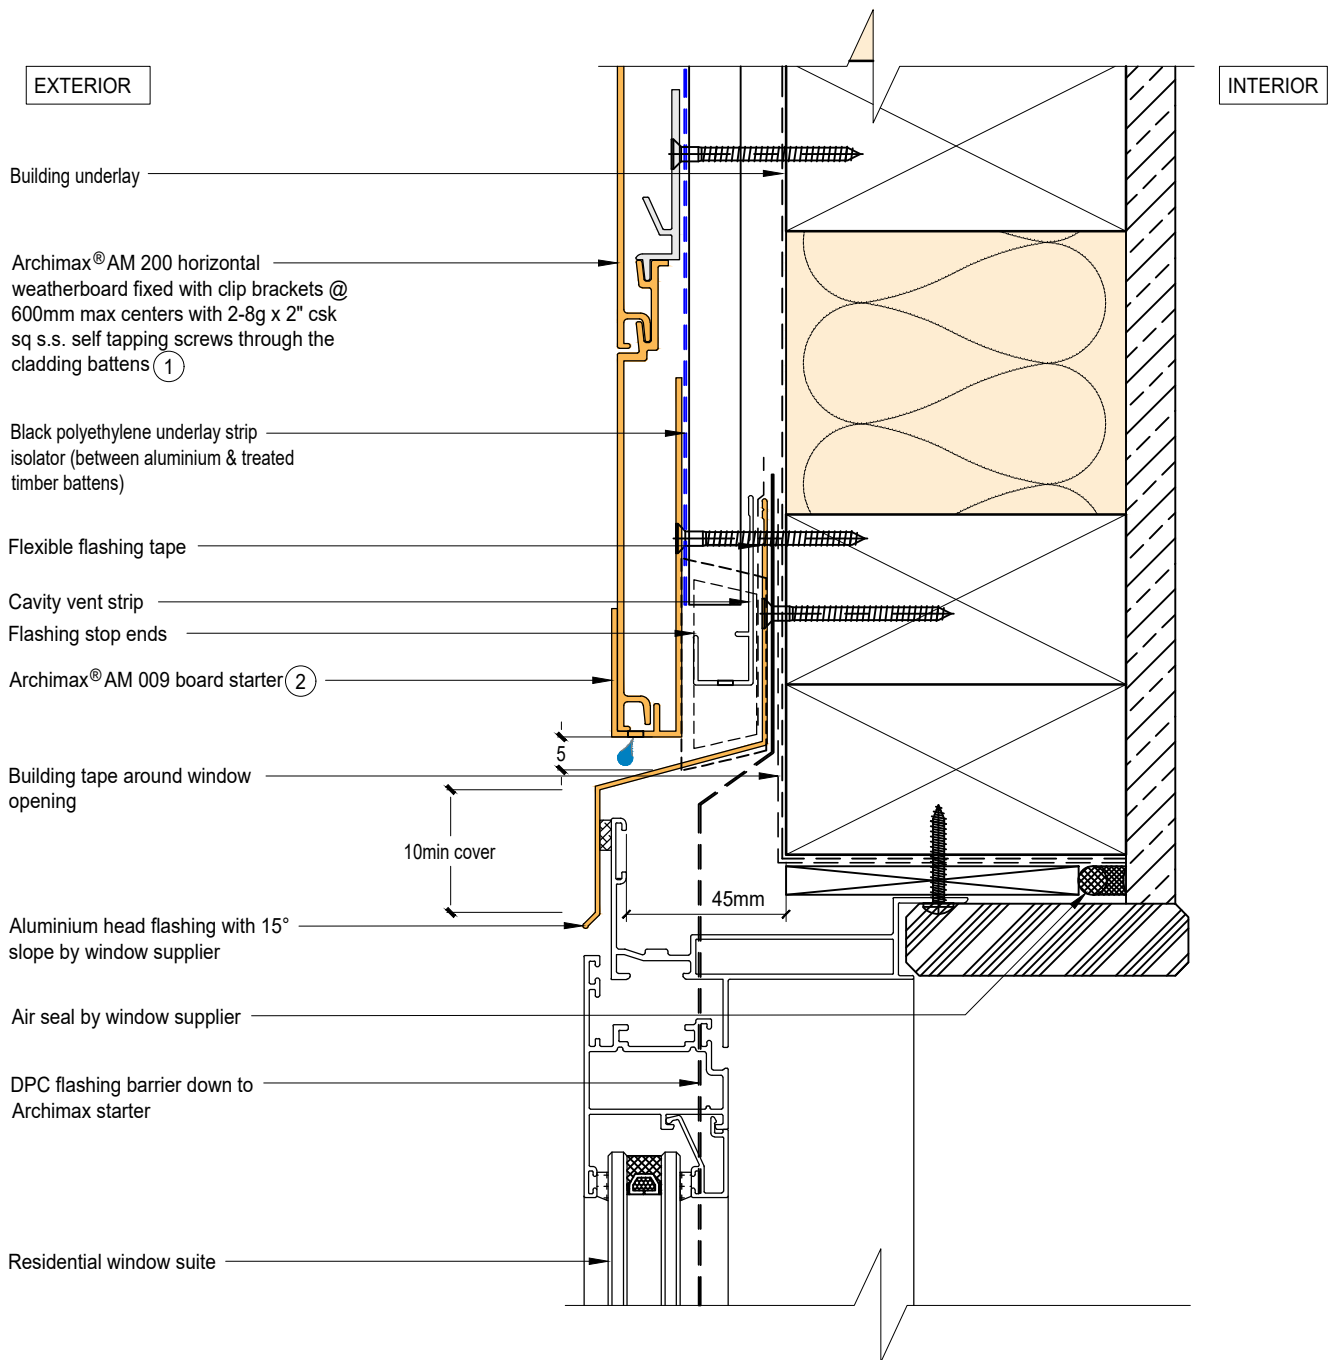 EXTERIOR
INTERIOR
Building underlay
Archimax® AM 200 horizontal
weatherboard fixed with clip brackets @
600mm max centers with 2-8g x 2" csk
sq s.s. self tapping screws through the
cladding battens 1
Black polyethylene underlay strip
isolator (between aluminium & treated
timber battens)
Flexible flashing tape
Cavity vent strip
Flashing stop ends
Archimax® AM 009 board starter 2
5
Building tape around window
opening
10min cover
45mm
Aluminium head flashing with 15°
slope by window supplier
Air seal by window supplier
DPC flashing barrier down to
Archimax starter
Residential window suite